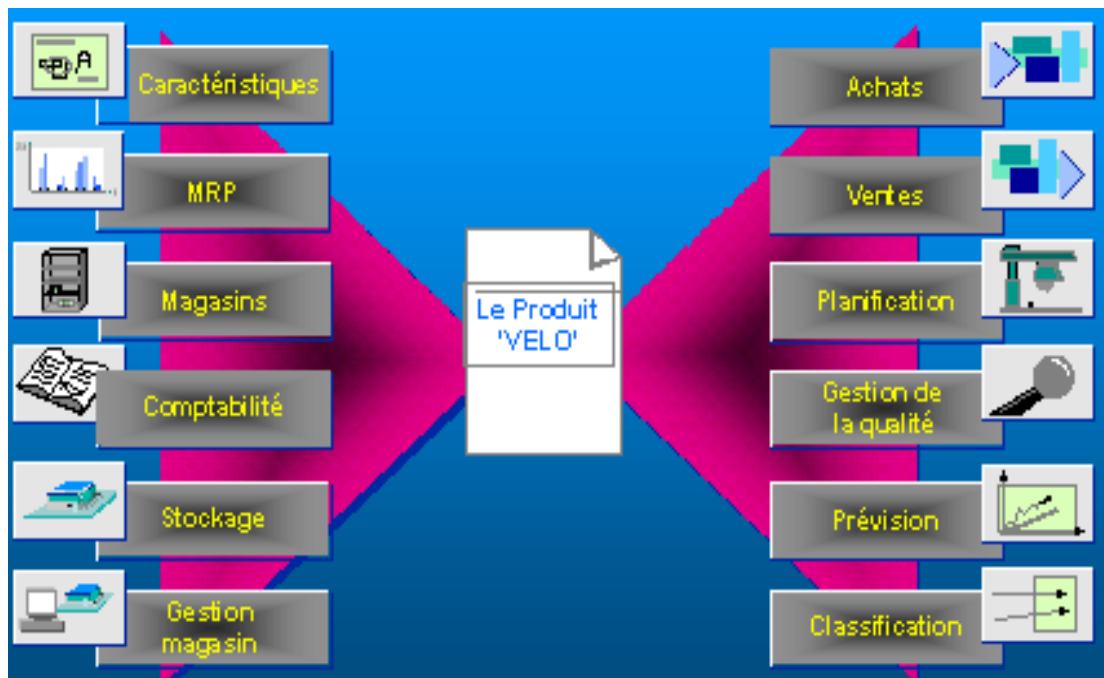 Caractéristiques
MRP
Magasins
Comptabilité
Stockage
Gestion
magasin
Le Produit
'VELO'
Achats
Ventes
Planification
Gestion de
la qualité
Prévision
Classification